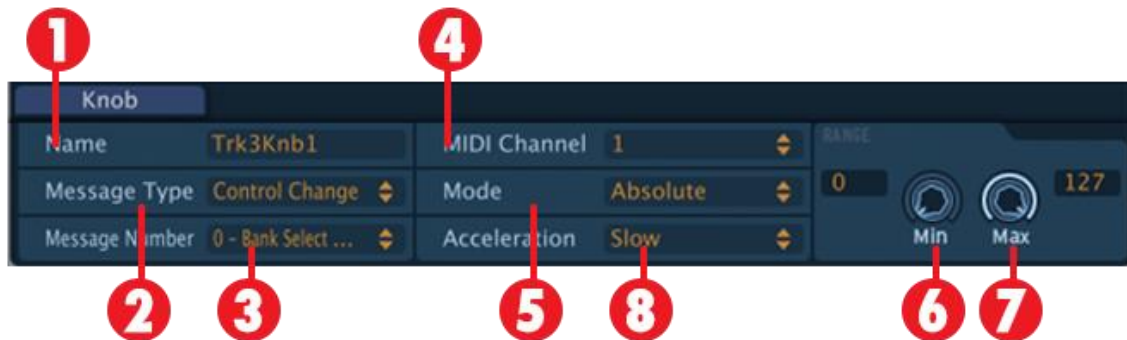 1
4
Knob
Name Trk3Knb1 MIDI Channel 1 RANGE
Message Type Control Change Mode Absolute 0 127
Message Number 0 - Bank Select ... Acceleration Slow Min Max
2
3
5
8
6
7